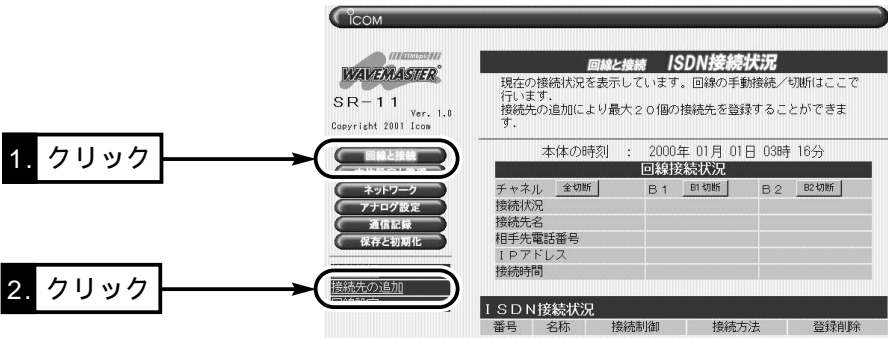 ICOM
WAVEMASTER
SR-11
Ver. 1.0
Copyright 2001 Icom
1. クリック
回線と接続
ネットワーク
アナログ設定
通信記録
保存と初期化
2. クリック
接続先の追加
回線と接続 ISDN接続状況
現在の接続状況を表示しています。回線の手動接続／切断はここで
行います.
接続先の追加により最大２０個の接続先を登録することができま
す.
本体の時刻 : 2000年 01月 01日 03時 16分
回線接続状況
チャネル 全切断 B1 B1切断 B2 B2切断
接続状況
接続先名
相手先電話番号
ＩＰアドレス
接続時間
ＩＳＤＮ接続状況
番号 名称 接続制御 接続方法 登録削除